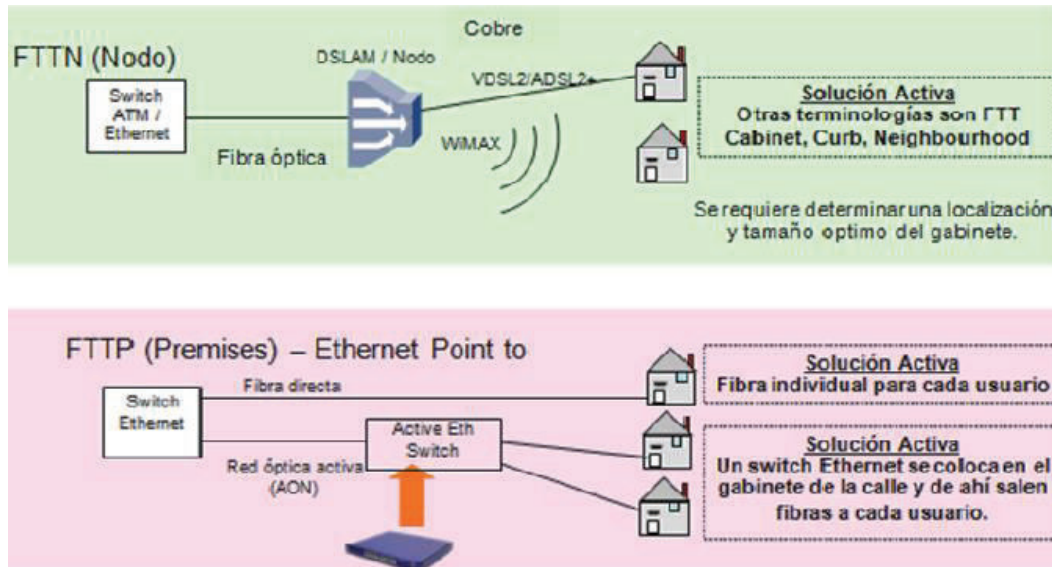 Cobre
FTTN (Nodo)
DSLAM / Nodo
VDSL2/ADSL2+
Switch
ATM /
Ethernet
Fibra óptica
WiMAX
Solución Activa
Otras terminologías son FTT
Cabinet, Curb, Neighbourhood
Se requiere determinar una localización
y tamaño optimo del gabinete.
FTTP (Premises) – Ethernet Point to
Fibra directa
Switch
Ethernet
Active Eth
Switch
Red óptica activa
(AON)
Solución Activa
Fibra individual para cada usuario
Solución Activa
Un switch Ethernet se coloca en el
gabinete de la calle y de ahí salen
fibras a cada usuario.